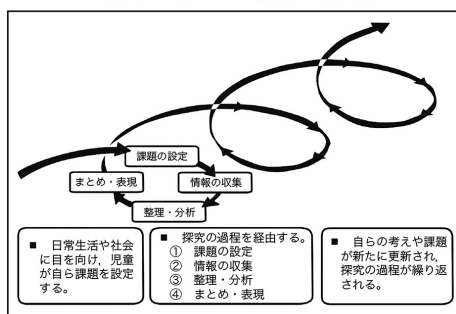 課題の設定
まとめ・表現
情報の収集
整理・分析
■ 日常生活や社会
に目を向け,児童
が自ら課題を設定
する。
■ 探究の過程を経由する。
① 課題の設定
② 情報の収集
③ 整理・分析
④ まとめ・表現
■ 自らの考えや課題
が新たに更新され,
探究の過程が繰り返
される。